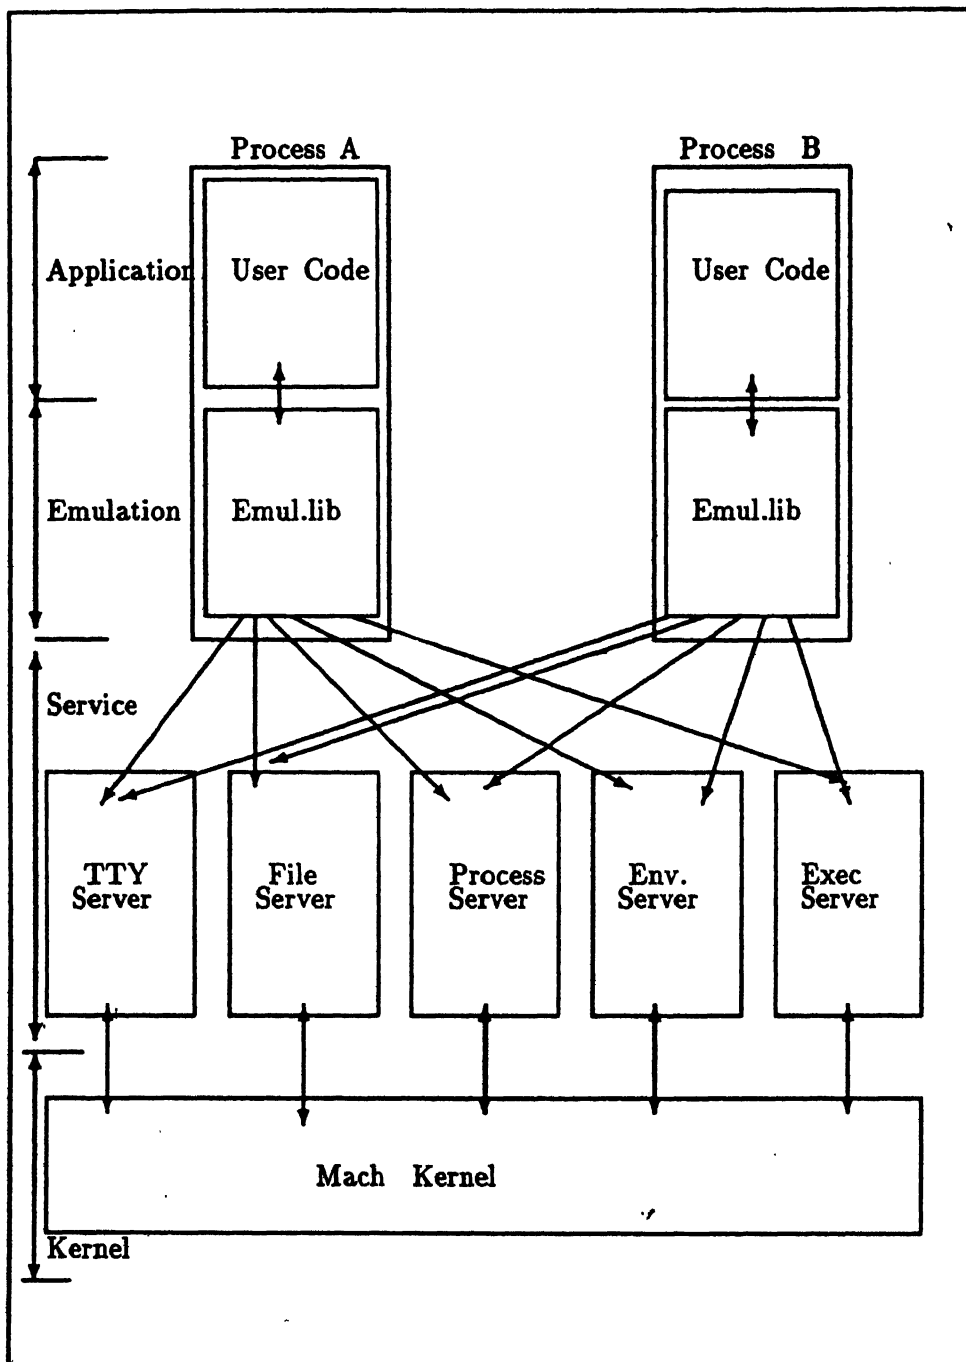 Process A
Process B
Application
User Code
User Code
Emulation
Emul.lib
Emul.lib
Service
TTY
Server
File
Server
Process
Server
Env.
Server
Exec
Server
Mach Kernel
Kernel